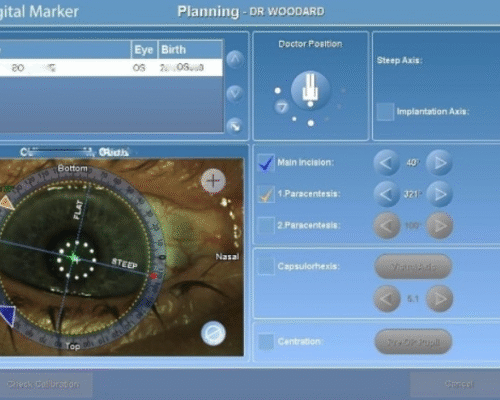 gital Marker
Planning - DR WOODARD
Eye Birth
OS
Doctor Position
Steep Axis:
Implantation Axis:
Bottom
FLAT
STEEP
Nasal
Top
Main Incision: 40°
1.Paracentesis: 321°
2.Paracentesis: 100°
Capsulorhexis:
5.1
Centration:
Check Calibration
Cancel